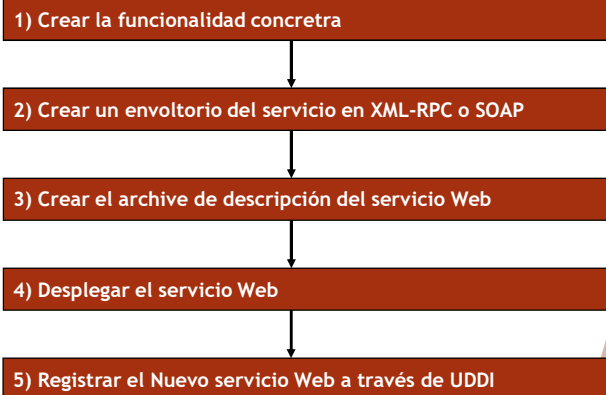 1) Crear la funcionalidad concretra
2) Crear un envoltorio del servicio en XML-RPC o SOAP
3) Crear el archive de descripción del servicio Web
4) Desplegar el servicio Web
5) Registrar el Nuevo servicio Web a través de UDDI